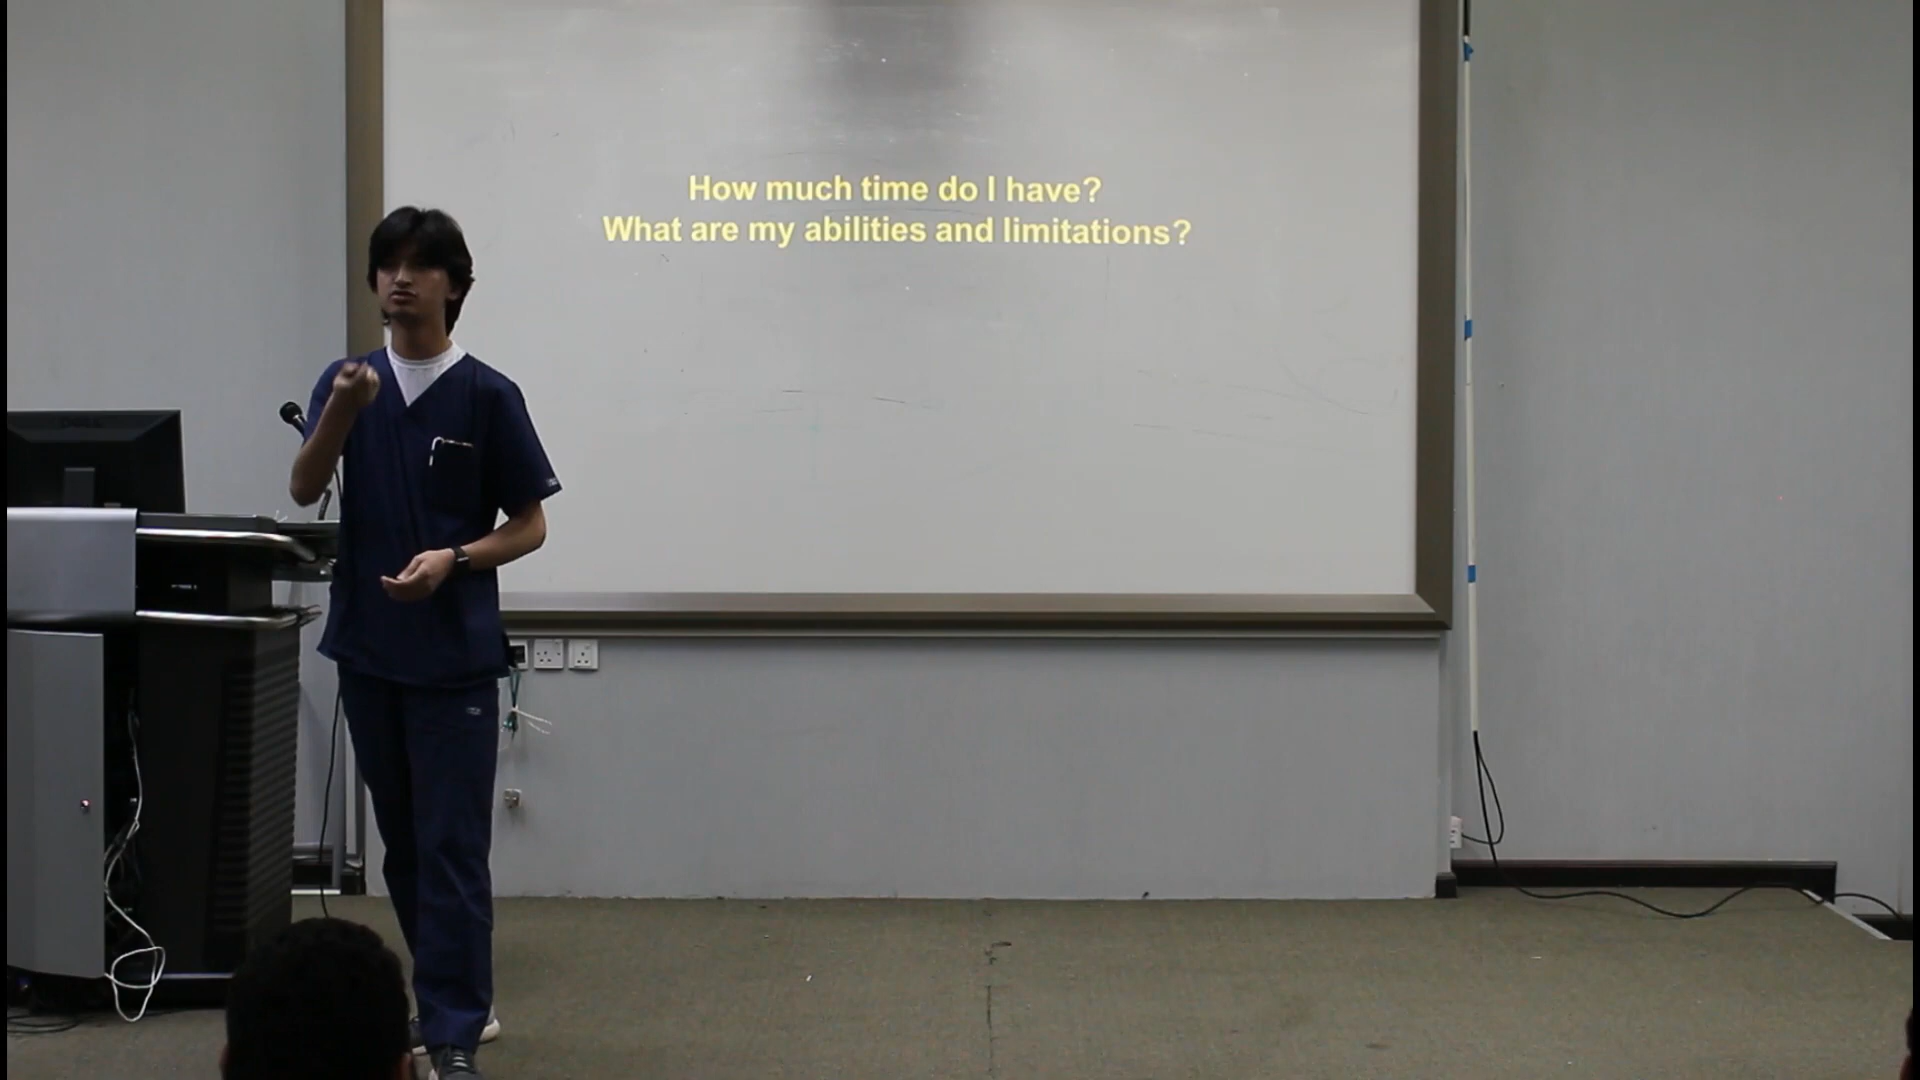 How much time do I have?
What are my abilities and limitations?